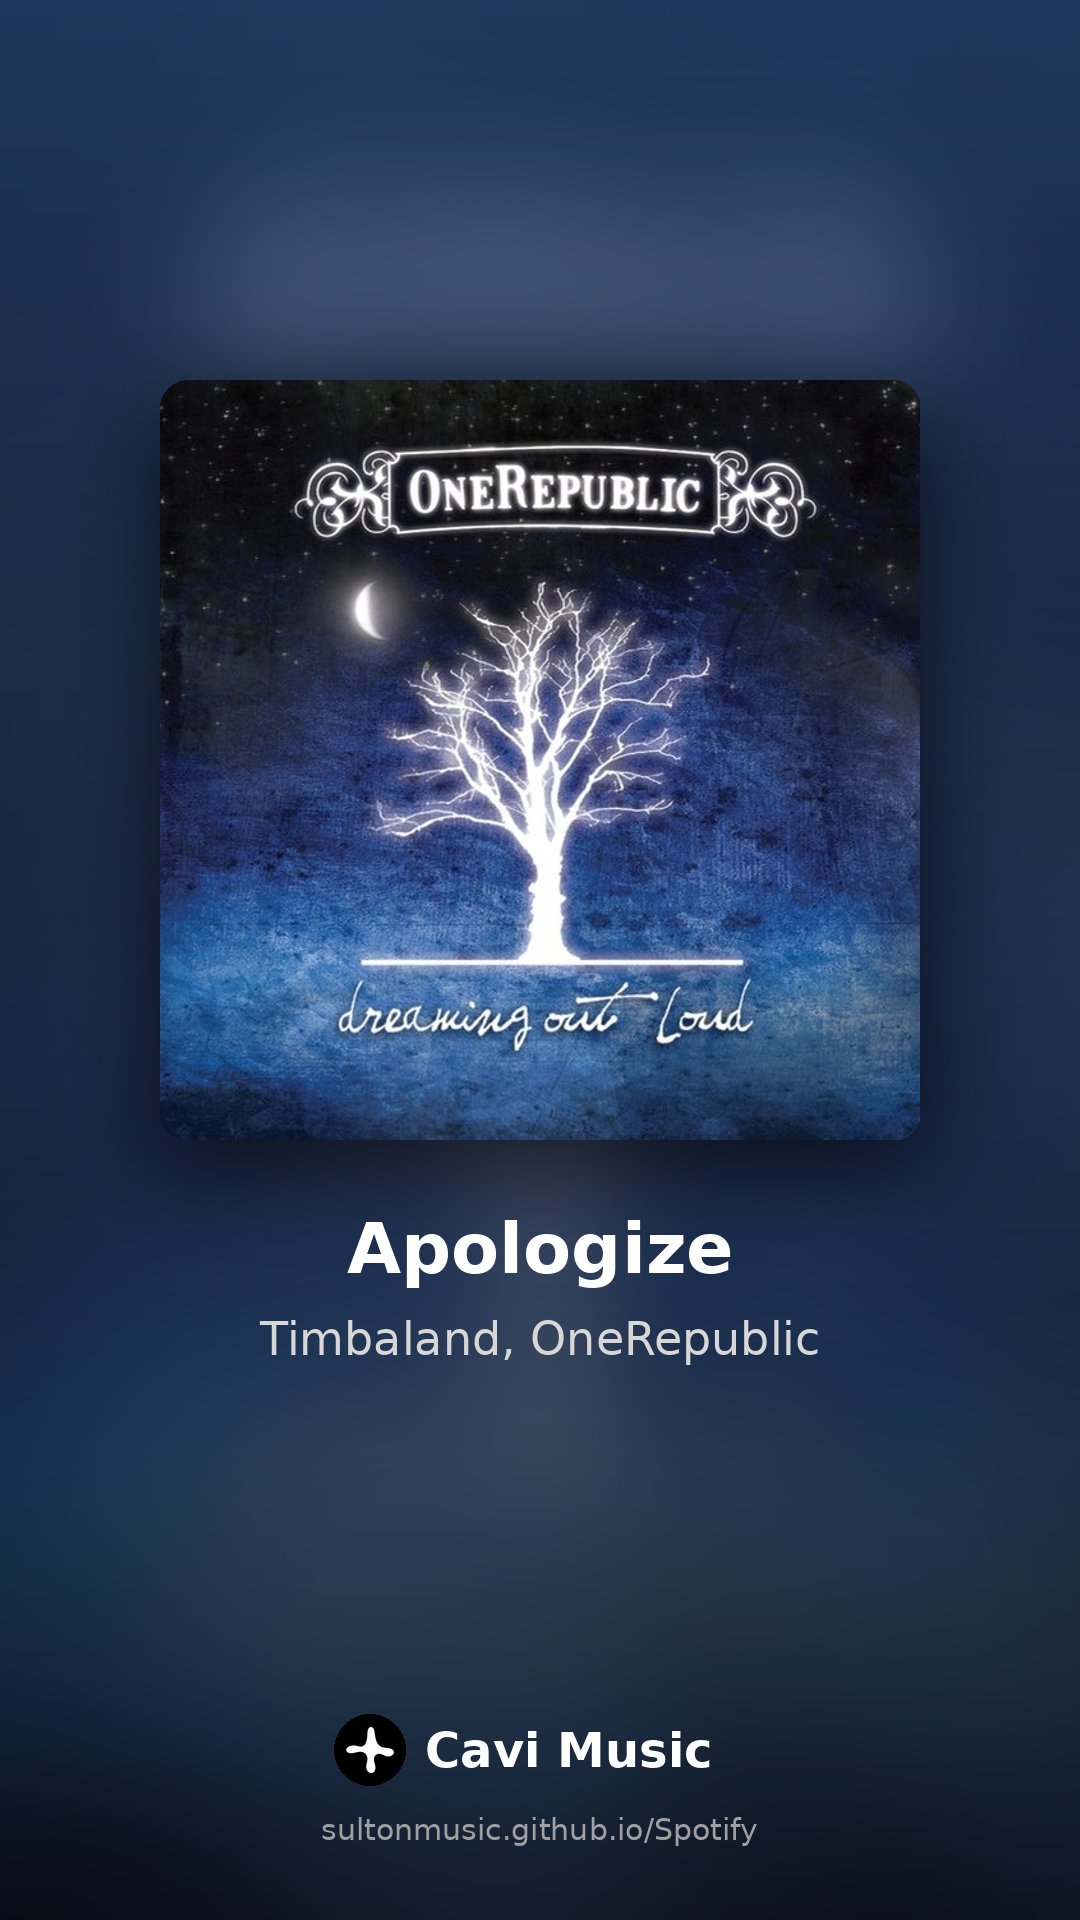 OneRepublic
dreaming out Loud
Apologize
Timbaland, OneRepublic
Cavi Music
sultonmusic.github.io/Spotify